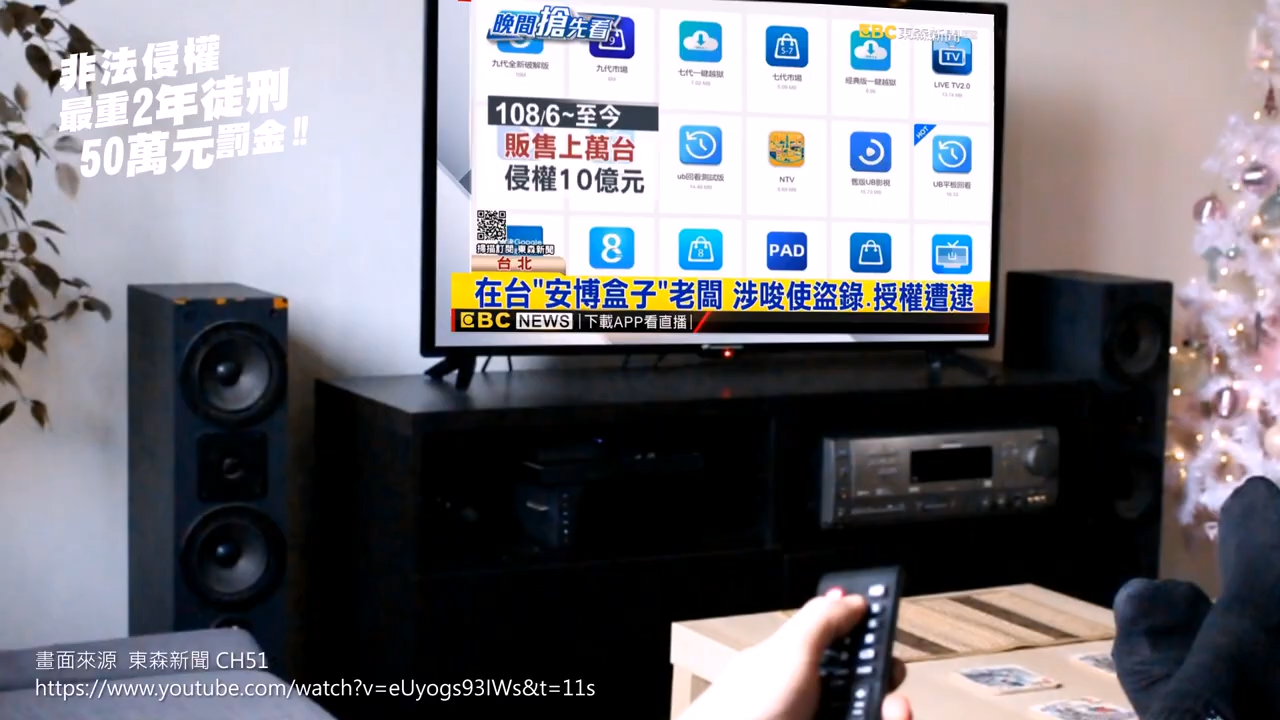 非法侵權
最重2年徒刑
50萬元罰金!!
晚間搶先看
EBC 東森新聞
九代全新破解版
九代市場
七代一鍵越獄
七代市場
經典版一鍵越獄
LIVE TV2.0
108/6~至今
販售上萬台
侵權10億元
ub回看測試版
NTV
舊版UB影視
HOT
UB平板回看
掃描訂閱 東森新聞
Google
8
8
PAD
台北
在台"安博盒子"老闆 涉唆使盜錄.授權遭逮
EBC NEWS 下載APP看直播
畫面來源 東森新聞 CH51
https://www.youtube.com/watch?v=eUyogs93lWs&t=11s